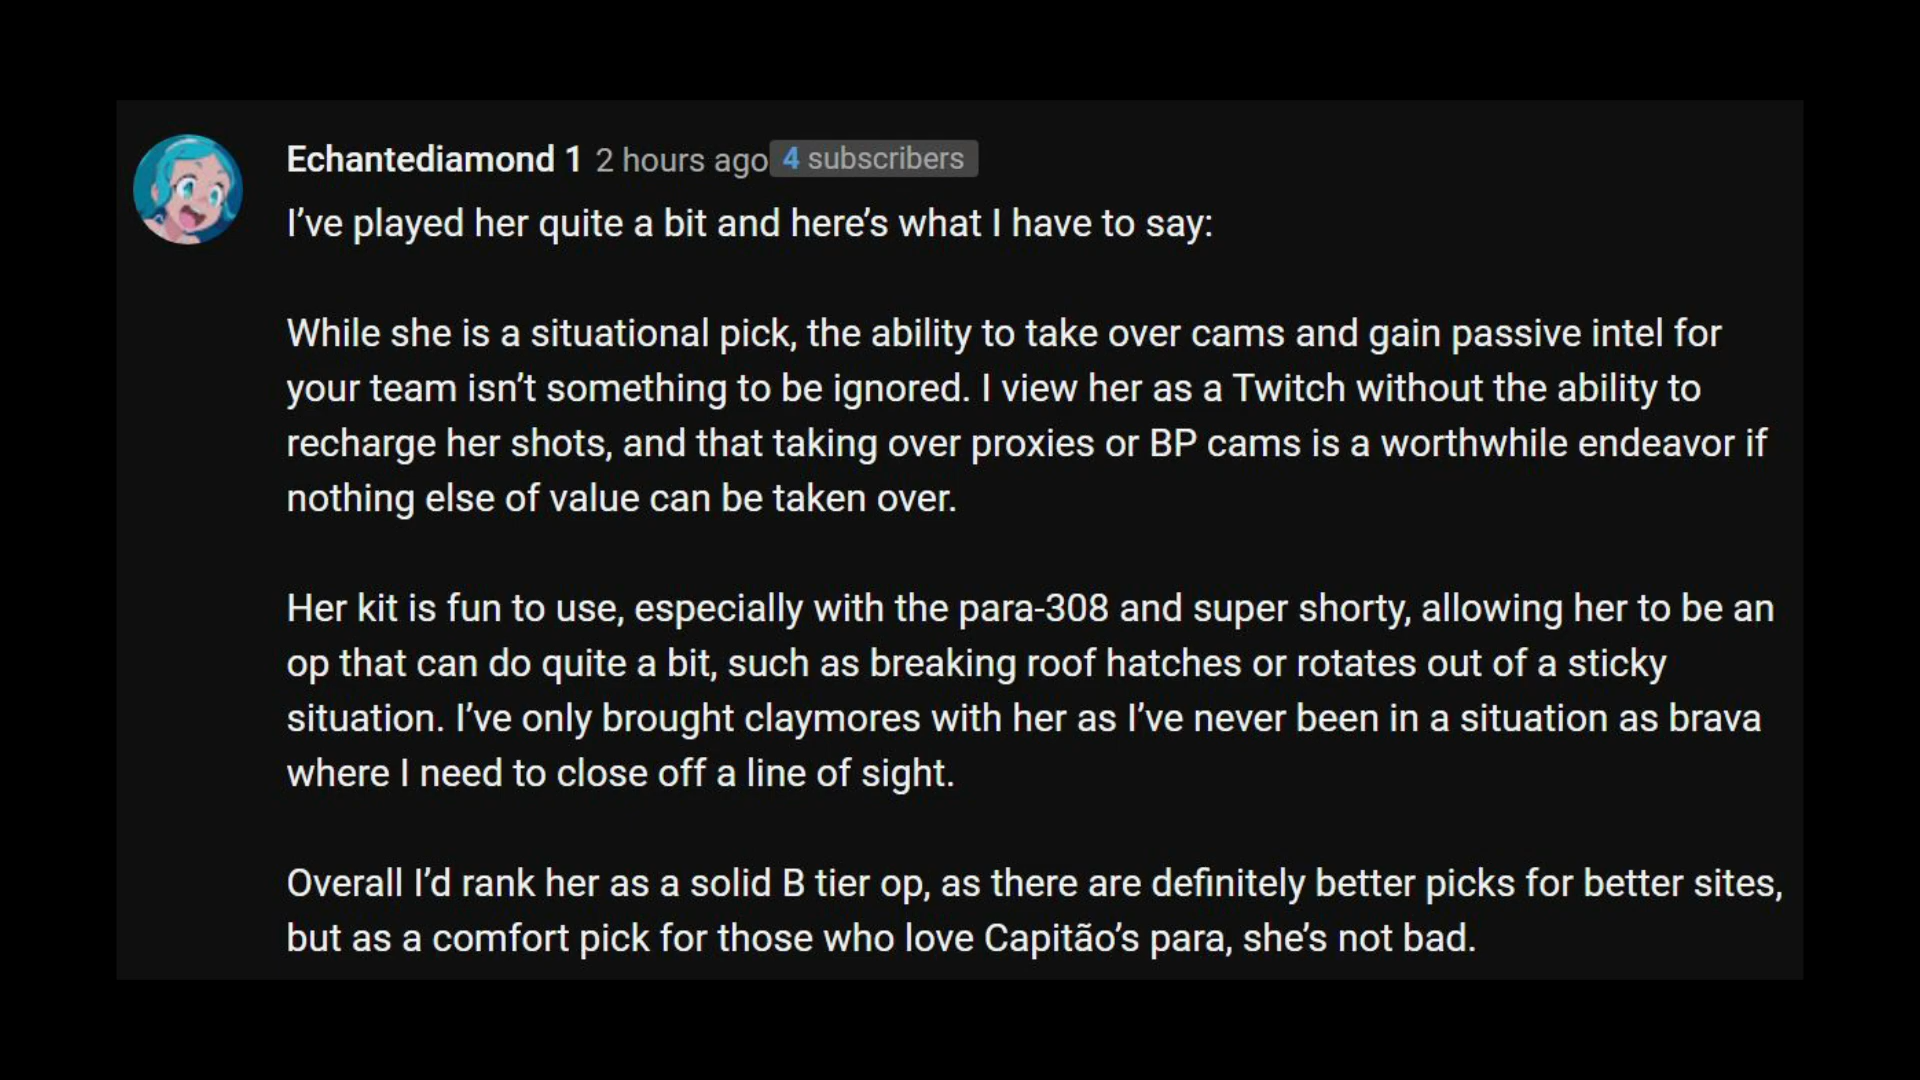 Echantediamond 1 2 hours ago 4 subscribers
I’ve played her quite a bit and here’s what I have to say:
While she is a situational pick, the ability to take over cams and gain passive intel for
your team isn’t something to be ignored. I view her as a Twitch without the ability to
recharge her shots, and that taking over proxies or BP cams is a worthwhile endeavor if
nothing else of value can be taken over.
Her kit is fun to use, especially with the para-308 and super shorty, allowing her to be an
op that can do quite a bit, such as breaking roof hatches or rotates out of a sticky
situation. I’ve only brought claymores with her as I’ve never been in a situation as brava
where I need to close off a line of sight.
Overall I’d rank her as a solid B tier op, as there are definitely better picks for better sites,
but as a comfort pick for those who love Capitão’s para, she’s not bad.